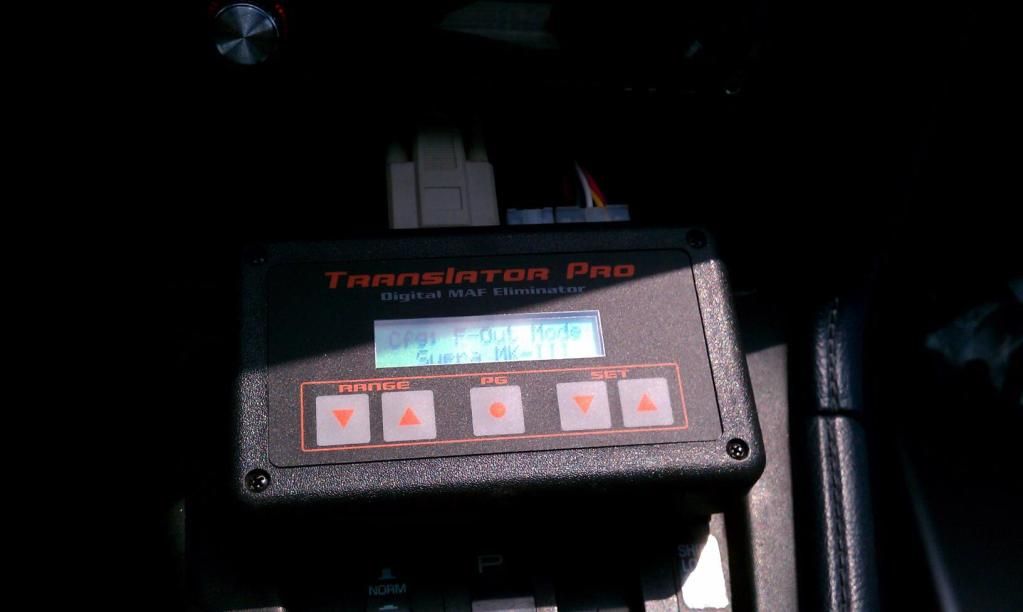 TRANSLATOR PRO
Digital MAF Eliminator
Cfg: F-Out Mode
Supra MK-III
RANGE PG SET
P
NORM